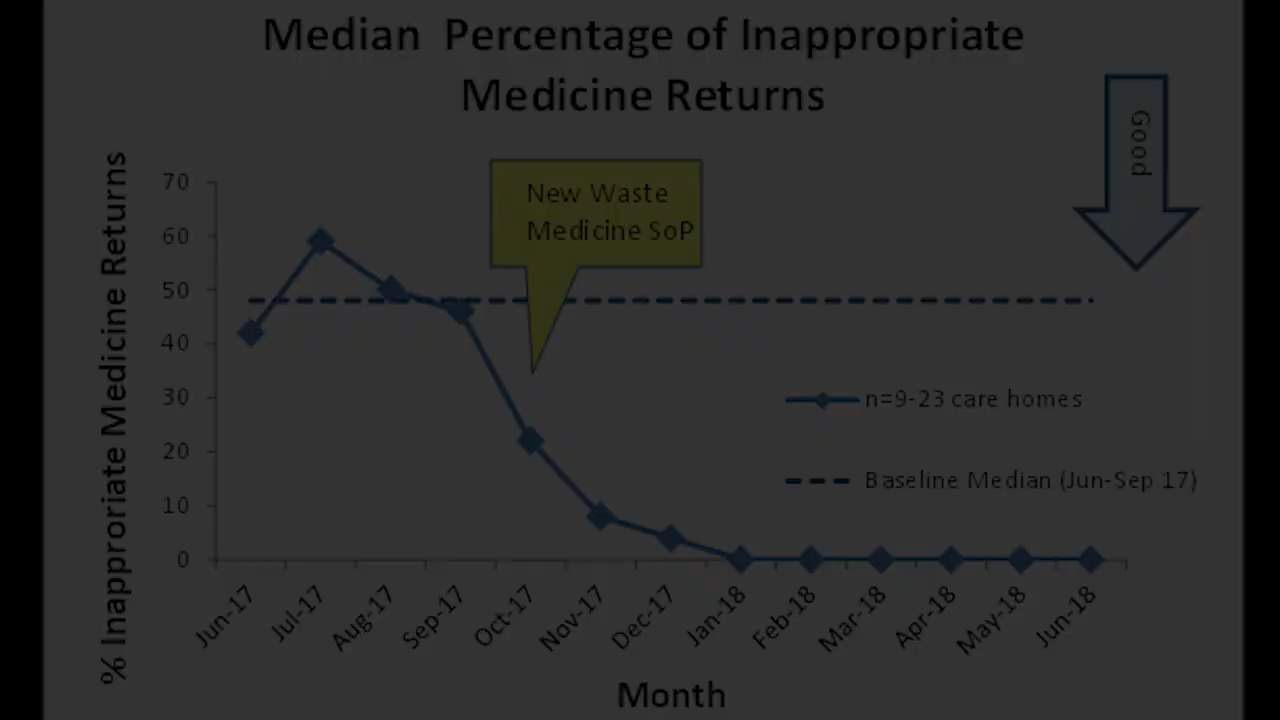 Median Percentage of Inappropriate
Medicine Returns
Good
New Waste
Medicine SoP
% Inapproriate Medicine Returns
70
60
50
40
30
20
10
0
n=9-23 care homes
Baseline Median (Jun-Sep 17)
Jun-17
Jul-17
Aug-17
Sep-17
Oct-17
Nov-17
Dec-17
Jan-18
Feb-18
Mar-18
Apr-18
May-18
Jun-18
Month